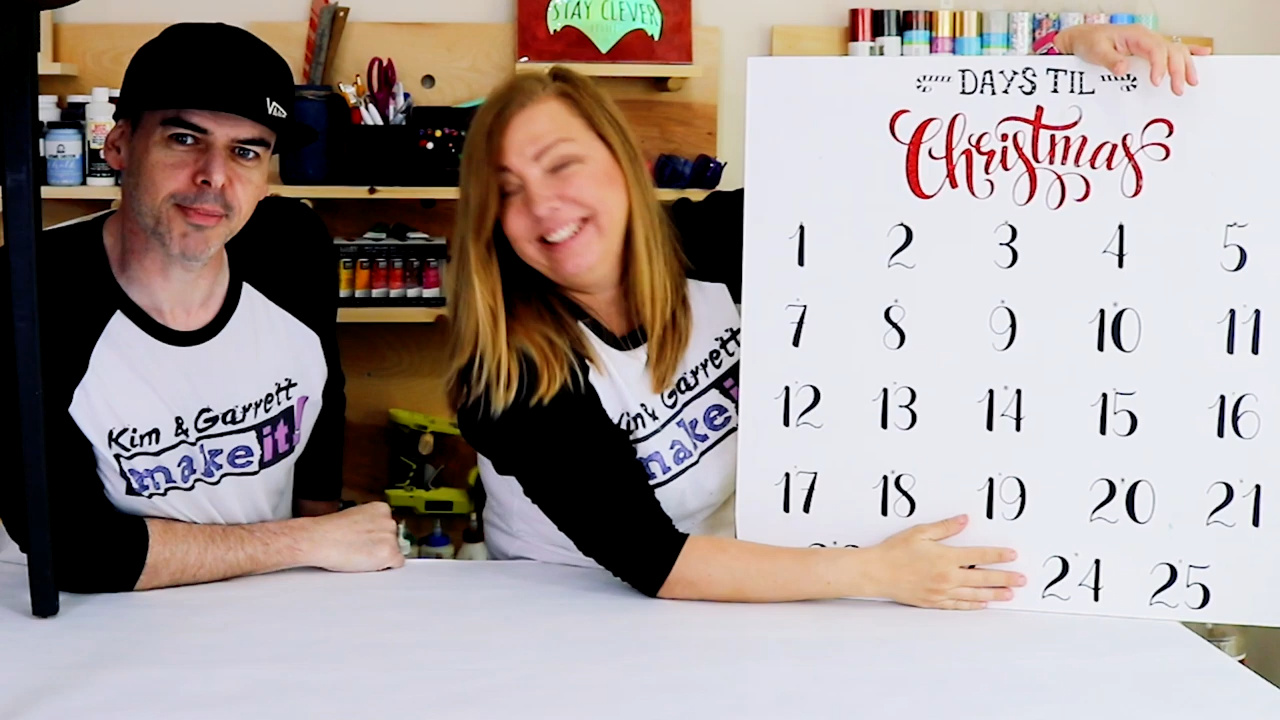 STAY CLEVER
DAYS TIL
Christmas
1 2 3 4 5
7 8 9 10 11
12 13 14 15 16
17 18 19 20 21
24 25
Kim & Garrett
make it!
Kim & Garrett
make i